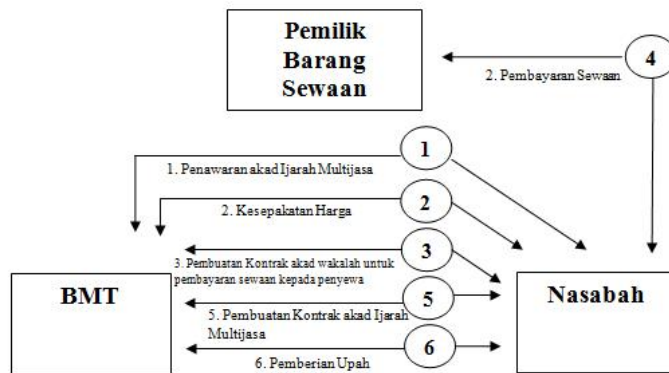 Pemilik
Barang
Sewaan
4
2. Pembayaran Sewaan
1
1. Penawaran akad Ijarah Multijasa
2
2. Kesepakatan Harga
3
3. Pembuatan Kontrak akad wakalah untuk
pembayaran sewaan kepada penyewa
BMT
Nasabah
5
5. Pembuatan Kontrak akad Ijarah
Multijasa
6
6. Pemberian Upah